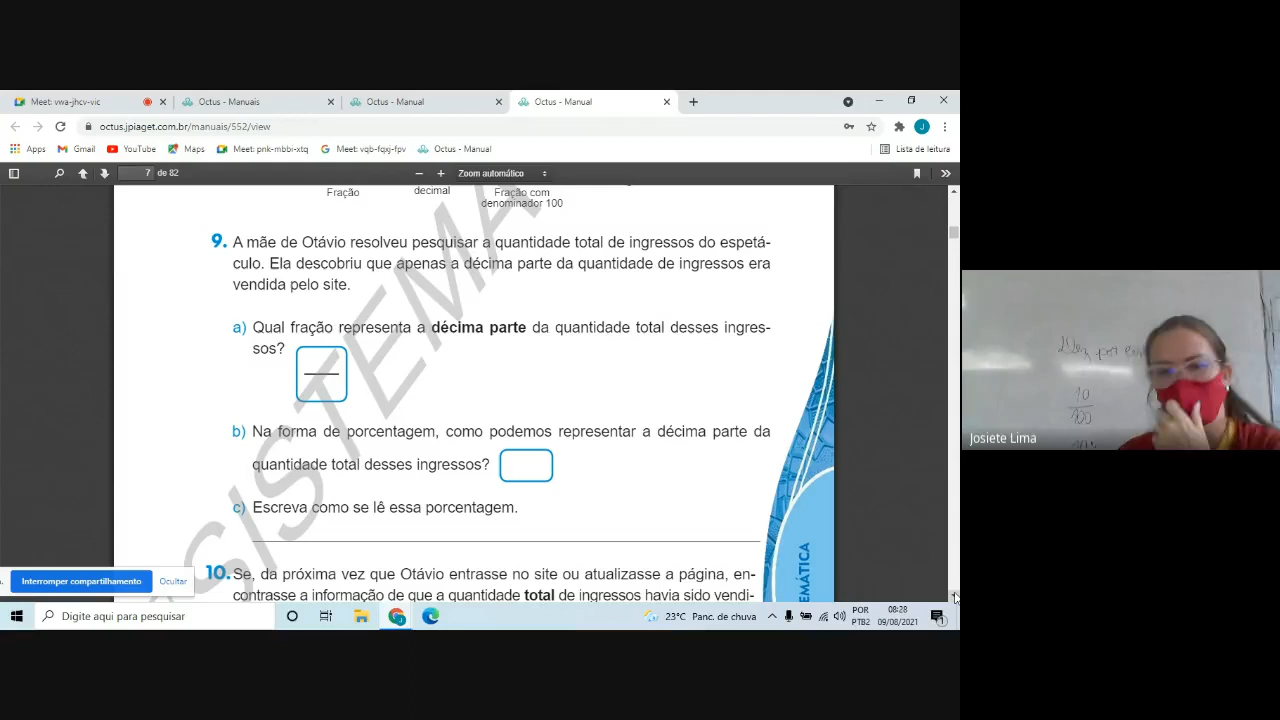 Meet: vwa-jhcv-vic
Octus - Manuais
Octus - Manual
Octus - Manual
octus.jpiaget.com.br/manuais/552/view
Apps
Gmail
YouTube
Maps
Meet: pnk-mbbi-xtq
Meet: vqb-fqxj-fpv
Octus - Manual
Lista de leitura
7 de 82
Zoom automático
Fração
decimal
Fração com
denominador 100
9. A mãe de Otávio resolveu pesquisar a quantidade total de ingressos do espetá-
culo. Ela descobriu que apenas a décima parte da quantidade de ingressos era
vendida pelo site.
a) Qual fração representa a décima parte da quantidade total desses ingres-
sos?
b) Na forma de porcentagem, como podemos representar a décima parte da
quantidade total desses ingressos?
c) Escreva como se lê essa porcentagem.
10. Se, da próxima vez que Otávio entrasse no site ou atualizasse a página, en-
contrasse a informação de que a quantidade total de ingressos havia sido vendi-
SISTEMA
EMÁTICA
Interromper compartilhamento
Ocultar
Dez por
10
100
Josiete Lima
Digite aqui para pesquisar
23°C Panc. de chuva
POR
PTB2
08:28
09/08/2021